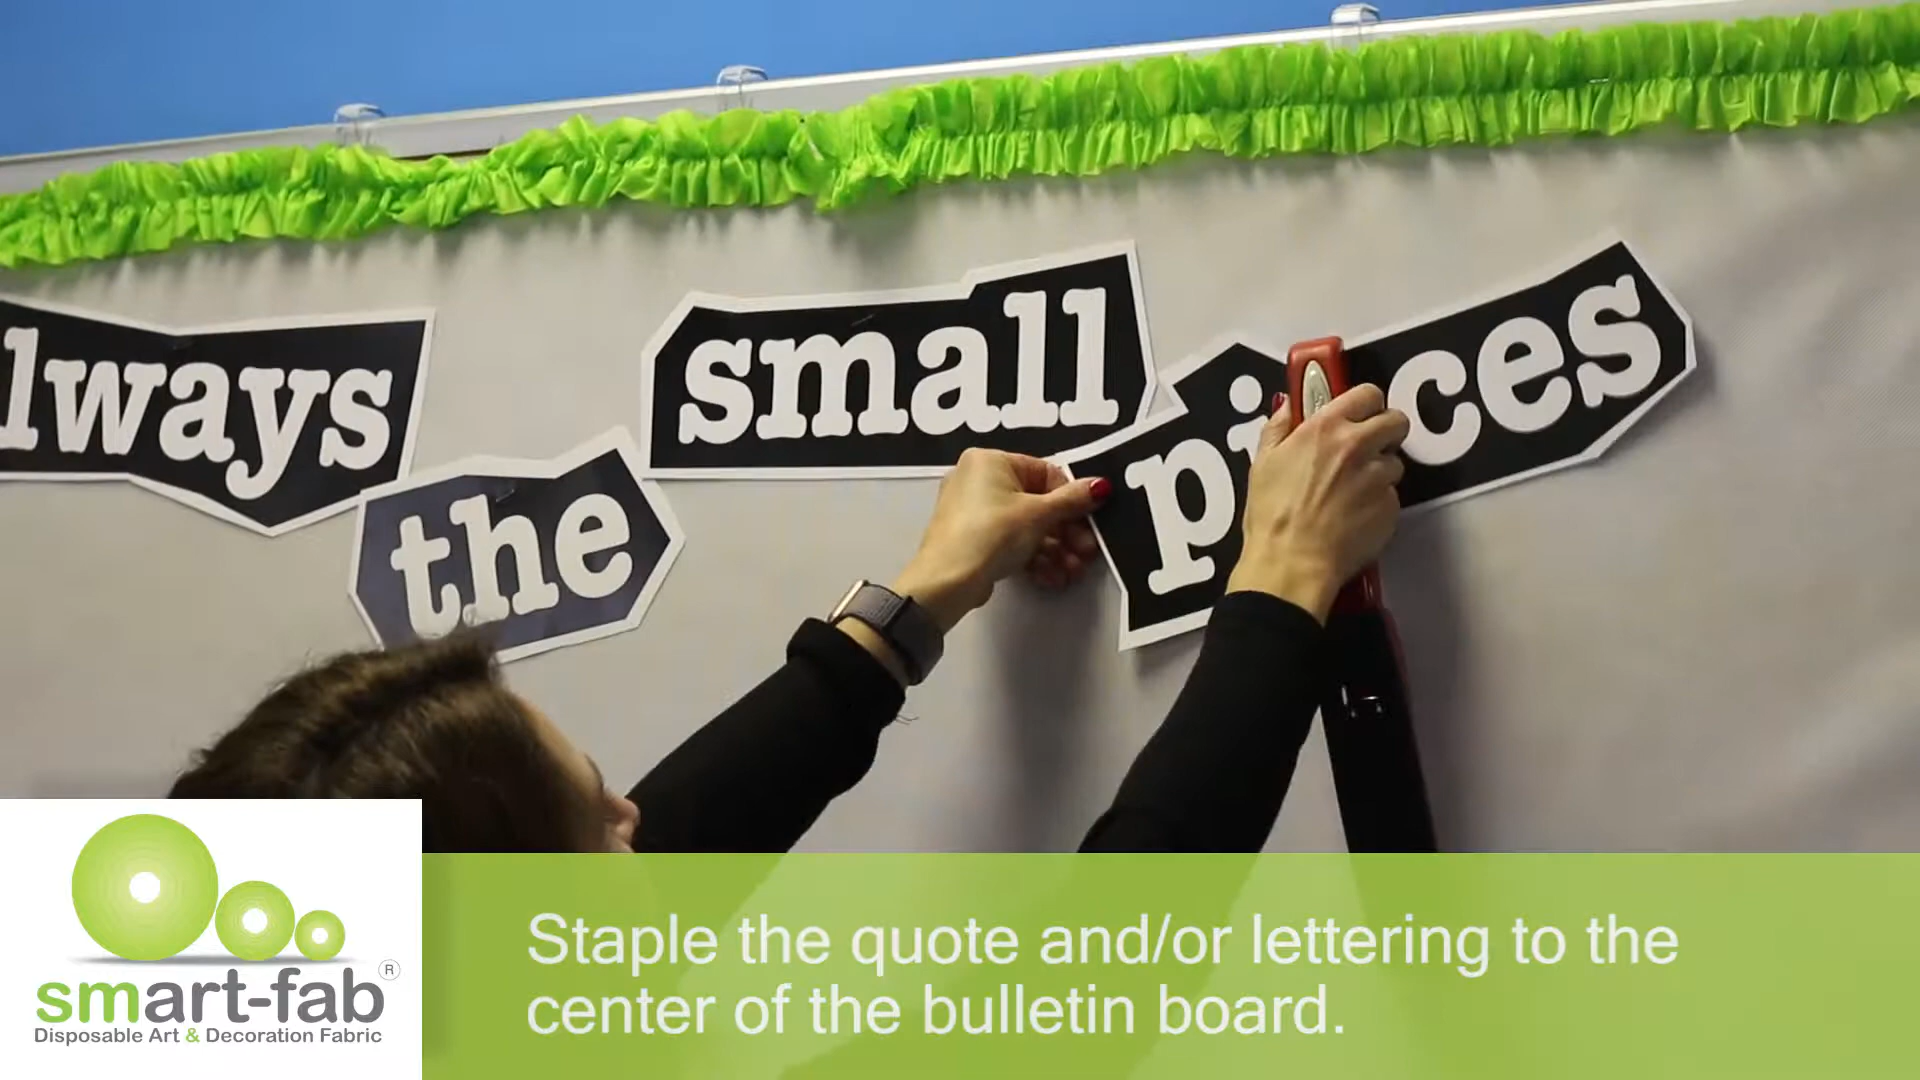 lways
the
small
pieces
smart-fab®
Disposable Art & Decoration Fabric
Staple the quote and/or lettering to the
center of the bulletin board.